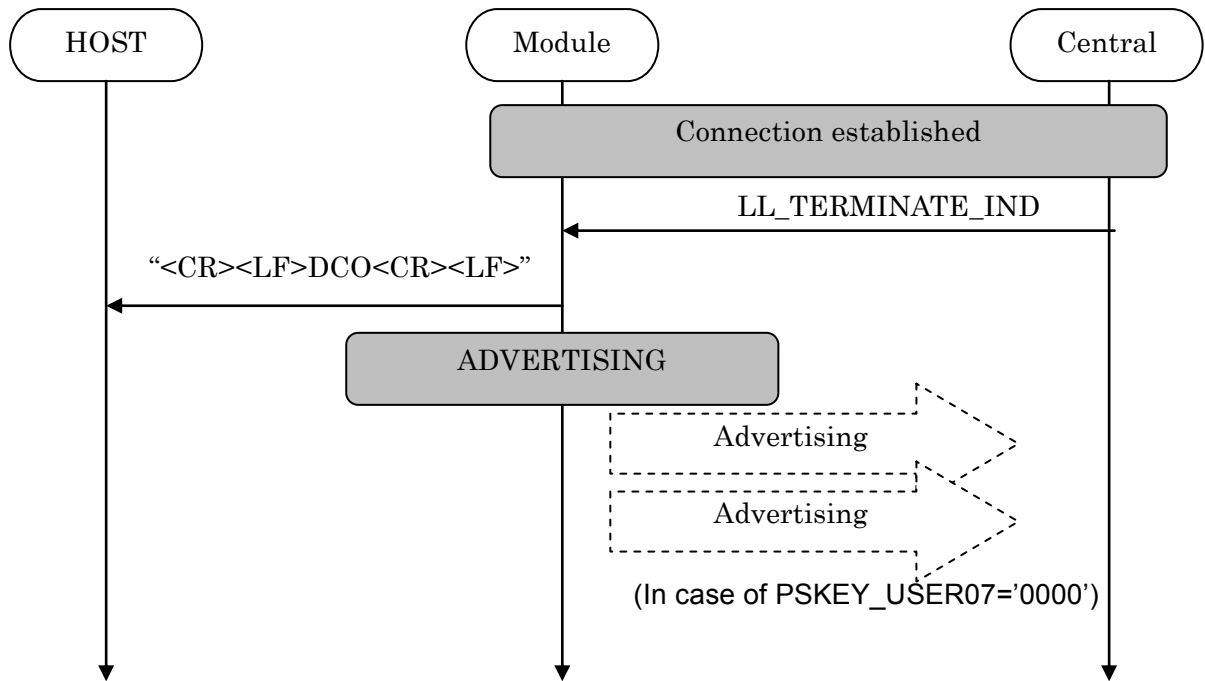 HOST
Module
Central
Connection established
LL_TERMINATE_IND
“<CR><LF>DCO<CR><LF>”
ADVERTISING
Advertising
Advertising
(In case of PSKEY_USER07=’0000’)